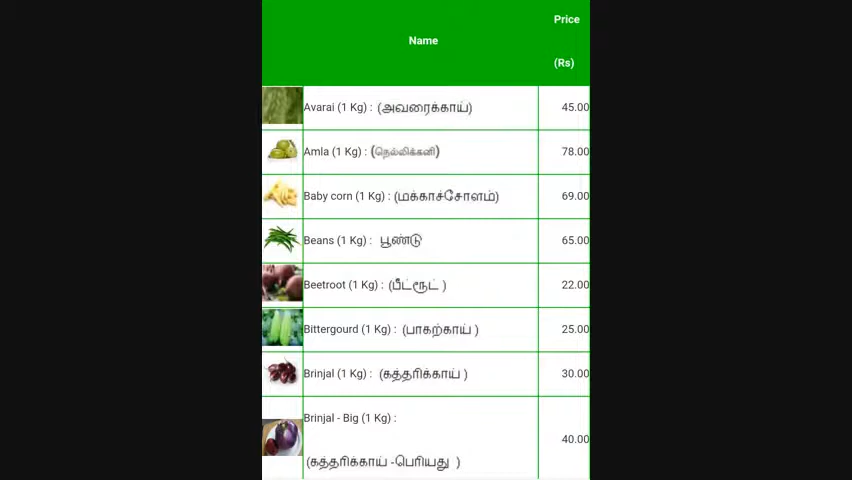 Name
Price
(Rs)
Avarai (1 Kg) : (அவரைக்காய்) 45.00
Amla (1 Kg) : (நெல்லிக்கனி) 78.00
Baby corn (1 Kg) : (மக்காச்சோளம்) 69.00
Beans (1 Kg) : பூண்டு 65.00
Beetroot (1 Kg) : (பீட்ரூட் ) 22.00
Bittergourd (1 Kg) : (பாகற்காய் ) 25.00
Brinjal (1 Kg) : (கத்தரிக்காய் ) 30.00
Brinjal - Big (1 Kg) :
(கத்தரிக்காய் -பெரியது ) 40.00